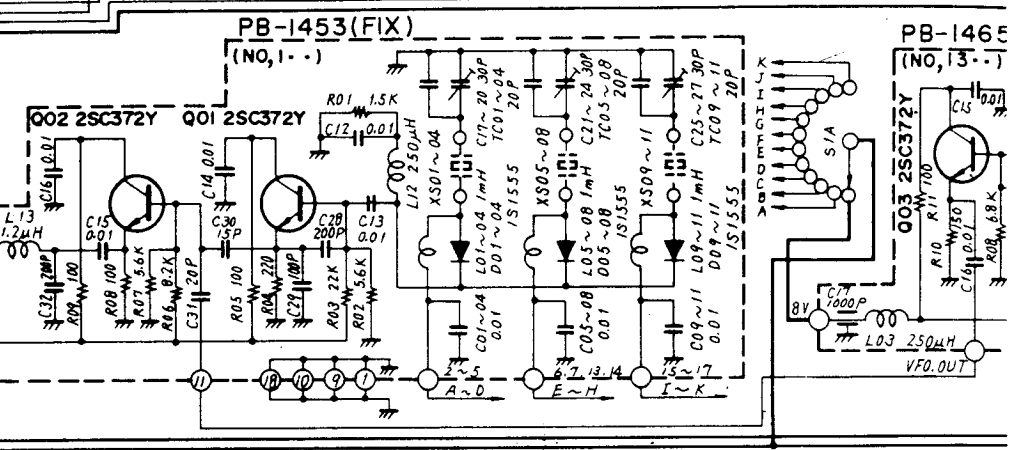 PB-1453(FIX)
(NO,1··)
PB-1465
(NO,13··)
Q02 2SC372Y
Q01 2SC372Y
R01 1.5K
C12 0.01
L12 250μH
C16 0.1
C14 0.01
C13
0.01
C28
200P
C30
15P
C15
0.01
L13
1.2μH
C32 200P
R09 100
R08 100
R07 5.6K
R06 8.2K
C31 20P
R05 100
R04 220
C29 100P
R03 22K
R02 5.6K
XS01~04
C17~20 30P
TC01~04
20P
L01~04 1mH
D01~04
1S1555
C01~04
0.01
XS05~08
C21~24 30P
TC05~08
20P
L05~08 1mH
D05~08
1S1555
C05~08
0.01
XS09~11
C25~27 30P
TC09~11
20P
L09~11 1mH
D09~11
1S1555
C09~11
0.01
K
J
I
H
G
F
E
D
C
B
A
S1A
Q03 2SC372Y
C15
0.01
R11 100
R10 150
C16 0.01
R08 6.8K
8V
C17
1000P
L03 250μH
VFO.OUT
11
18
10
9
1
2~5
A~D
6.7.13.14
E~H
15~17
I~K